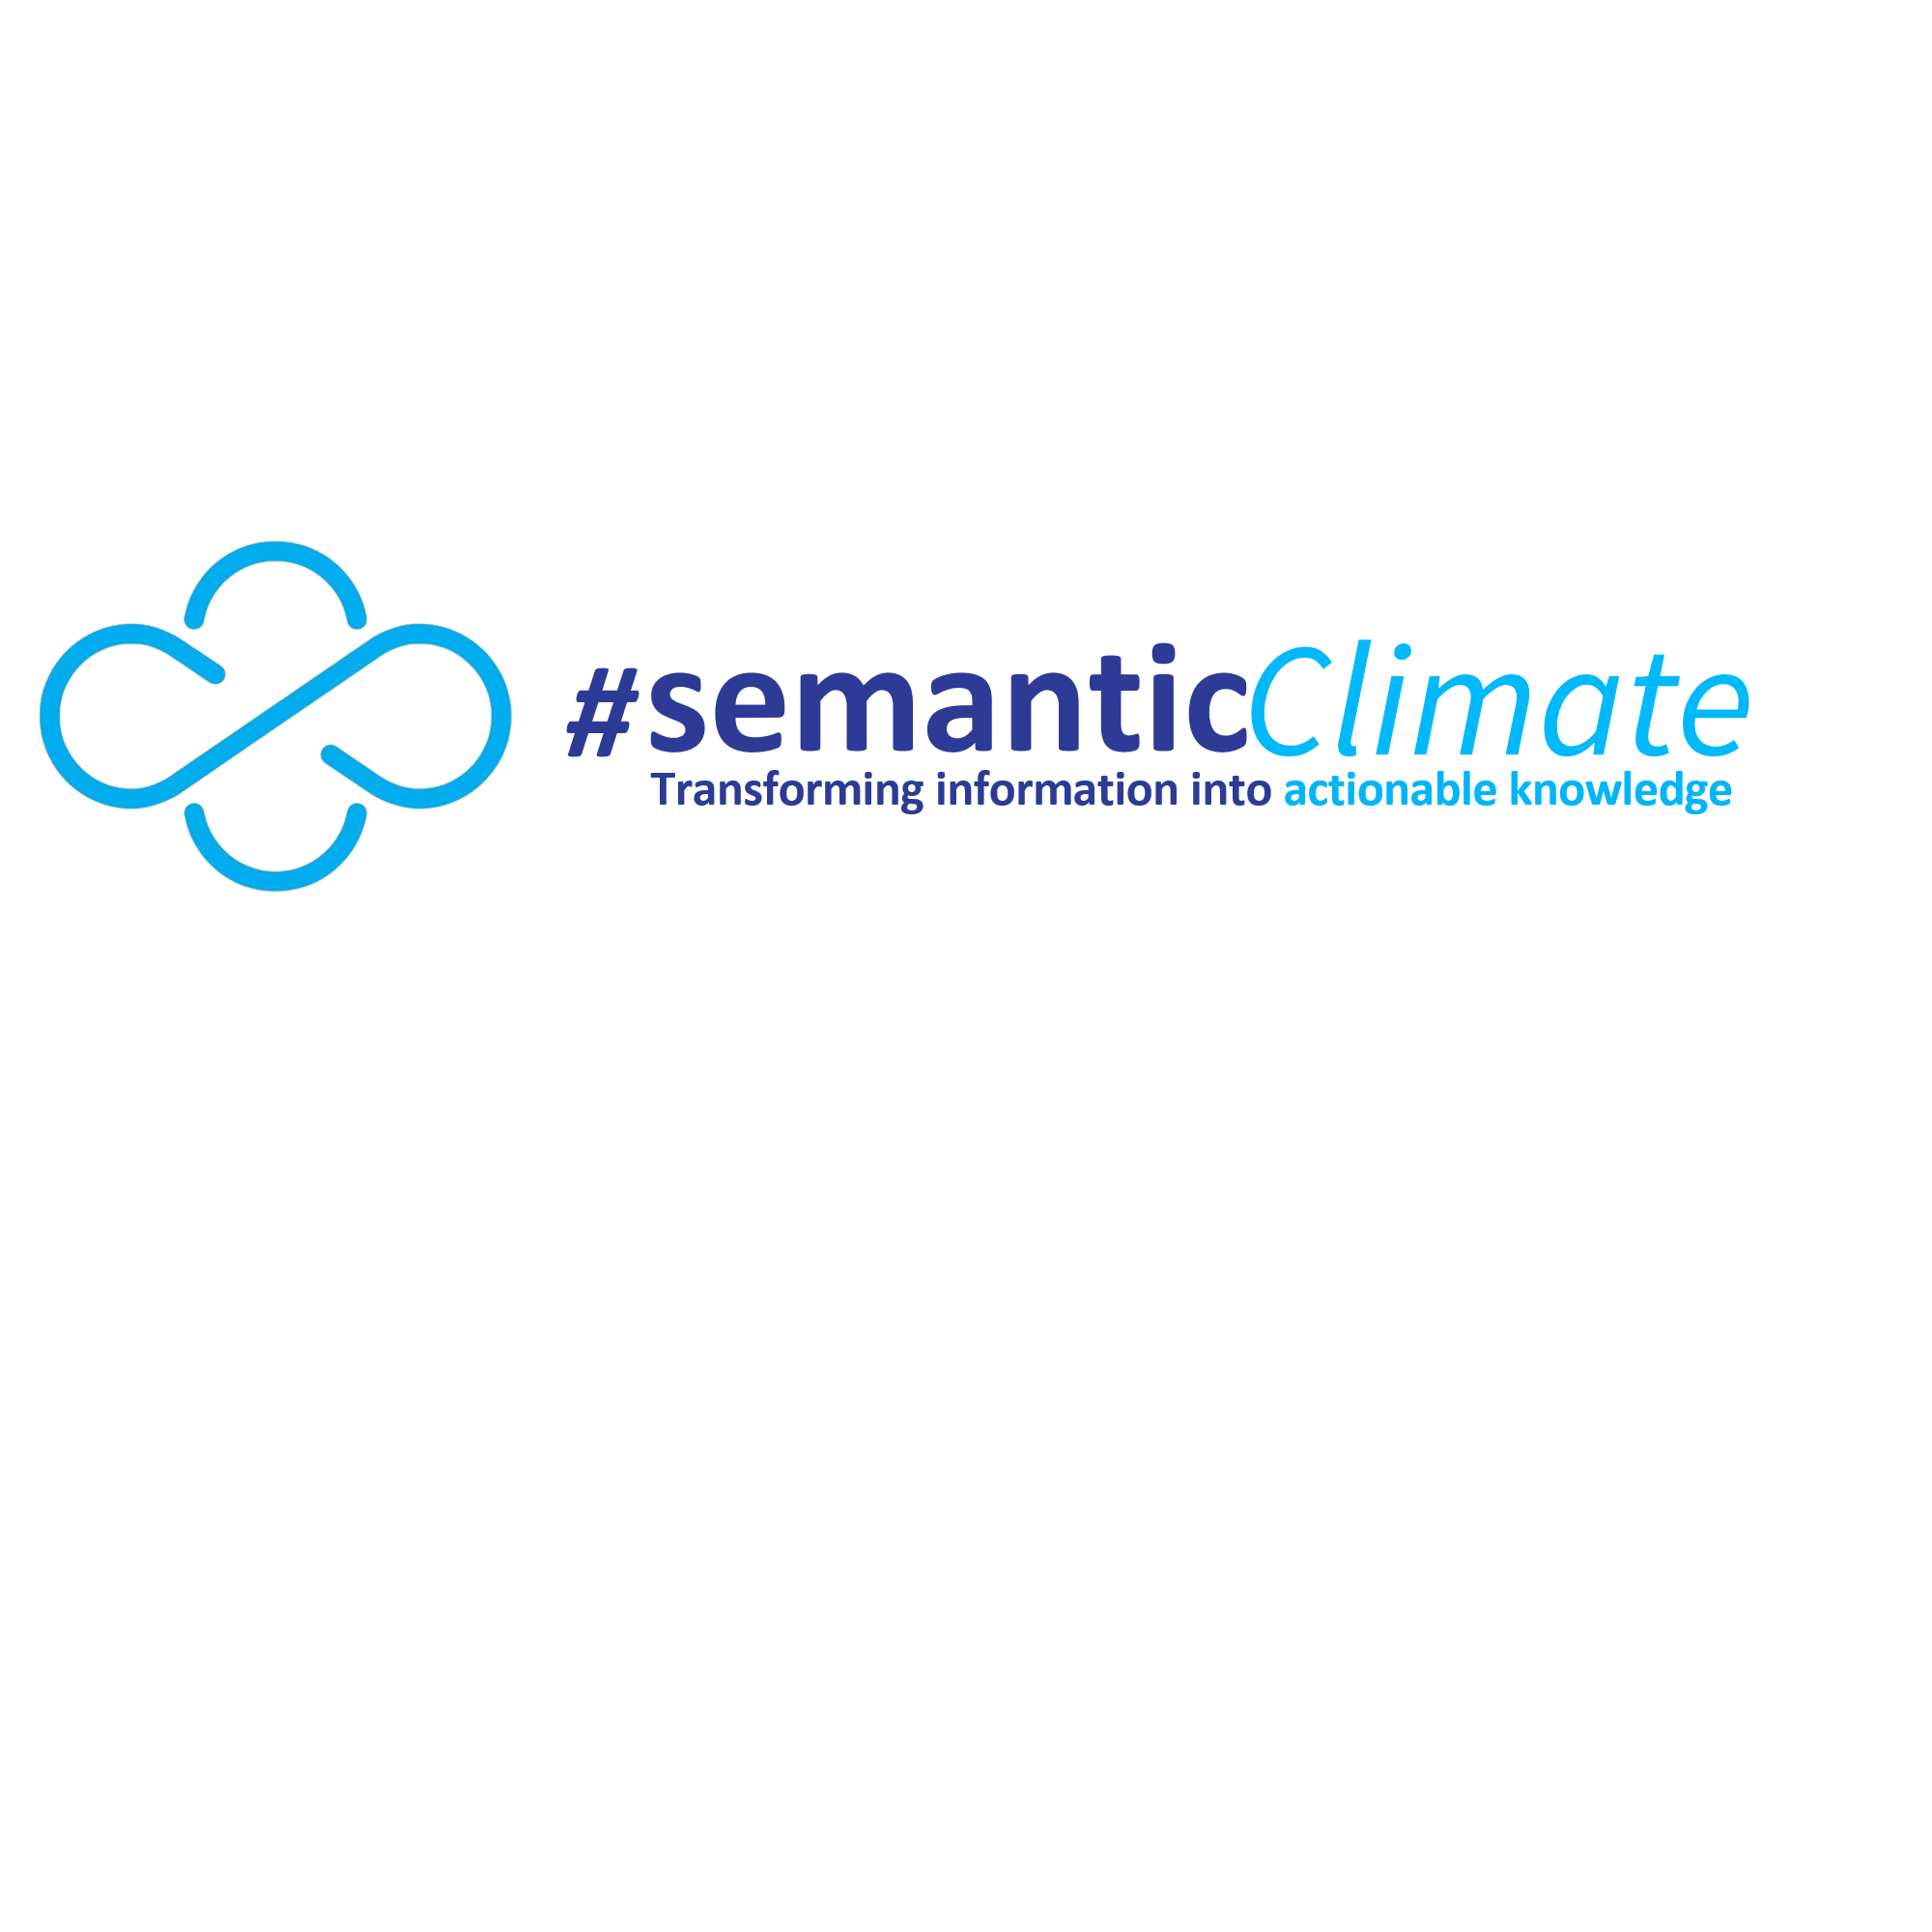 #semanticClimate
Transforming information into actionable knowledge